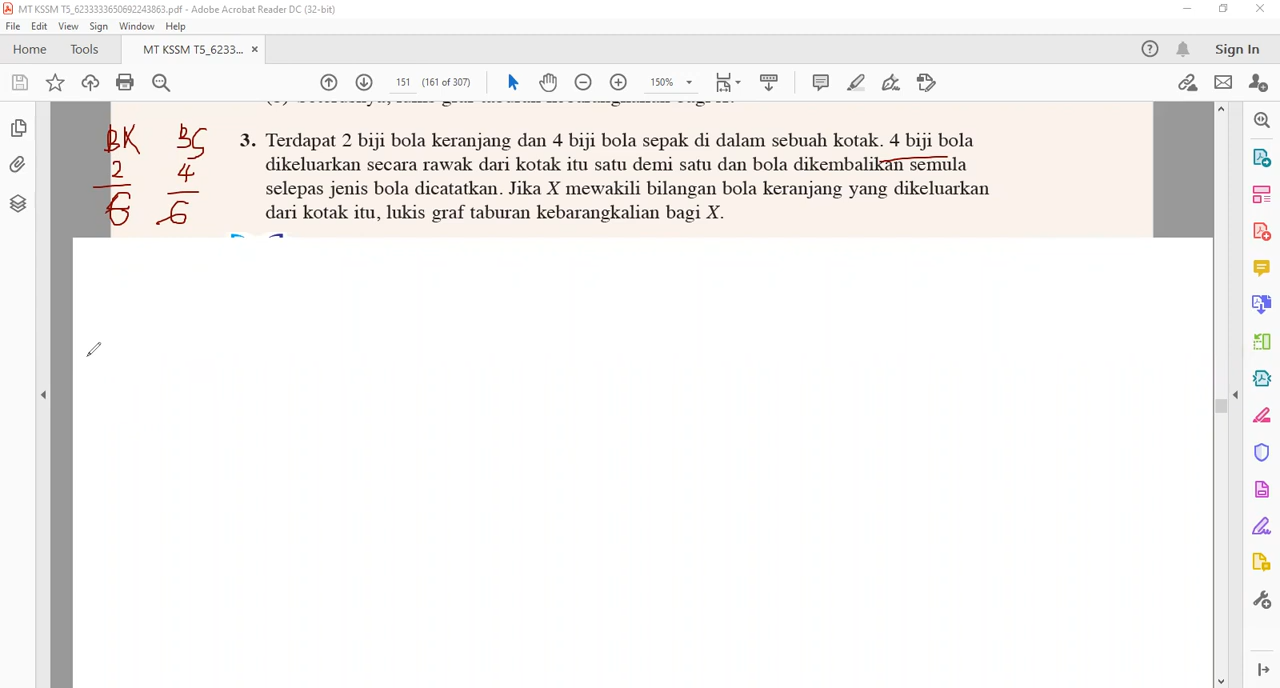 MT KSSM T5_6233333650692243863.pdf - Adobe Acrobat Reader DC (32-bit)
File Edit View Sign Window Help
Home Tools MT KSSM T5_6233... × Sign In
151 (161 of 307) 150%
BK BS
2 4
6 6
3. Terdapat 2 biji bola keranjang dan 4 biji bola sepak di dalam sebuah kotak. 4 biji bola
dikeluarkan secara rawak dari kotak itu satu demi satu dan bola dikembalikan semula
selepas jenis bola dicatatkan. Jika X mewakili bilangan bola keranjang yang dikeluarkan
dari kotak itu, lukis graf taburan kebarangkalian bagi X.